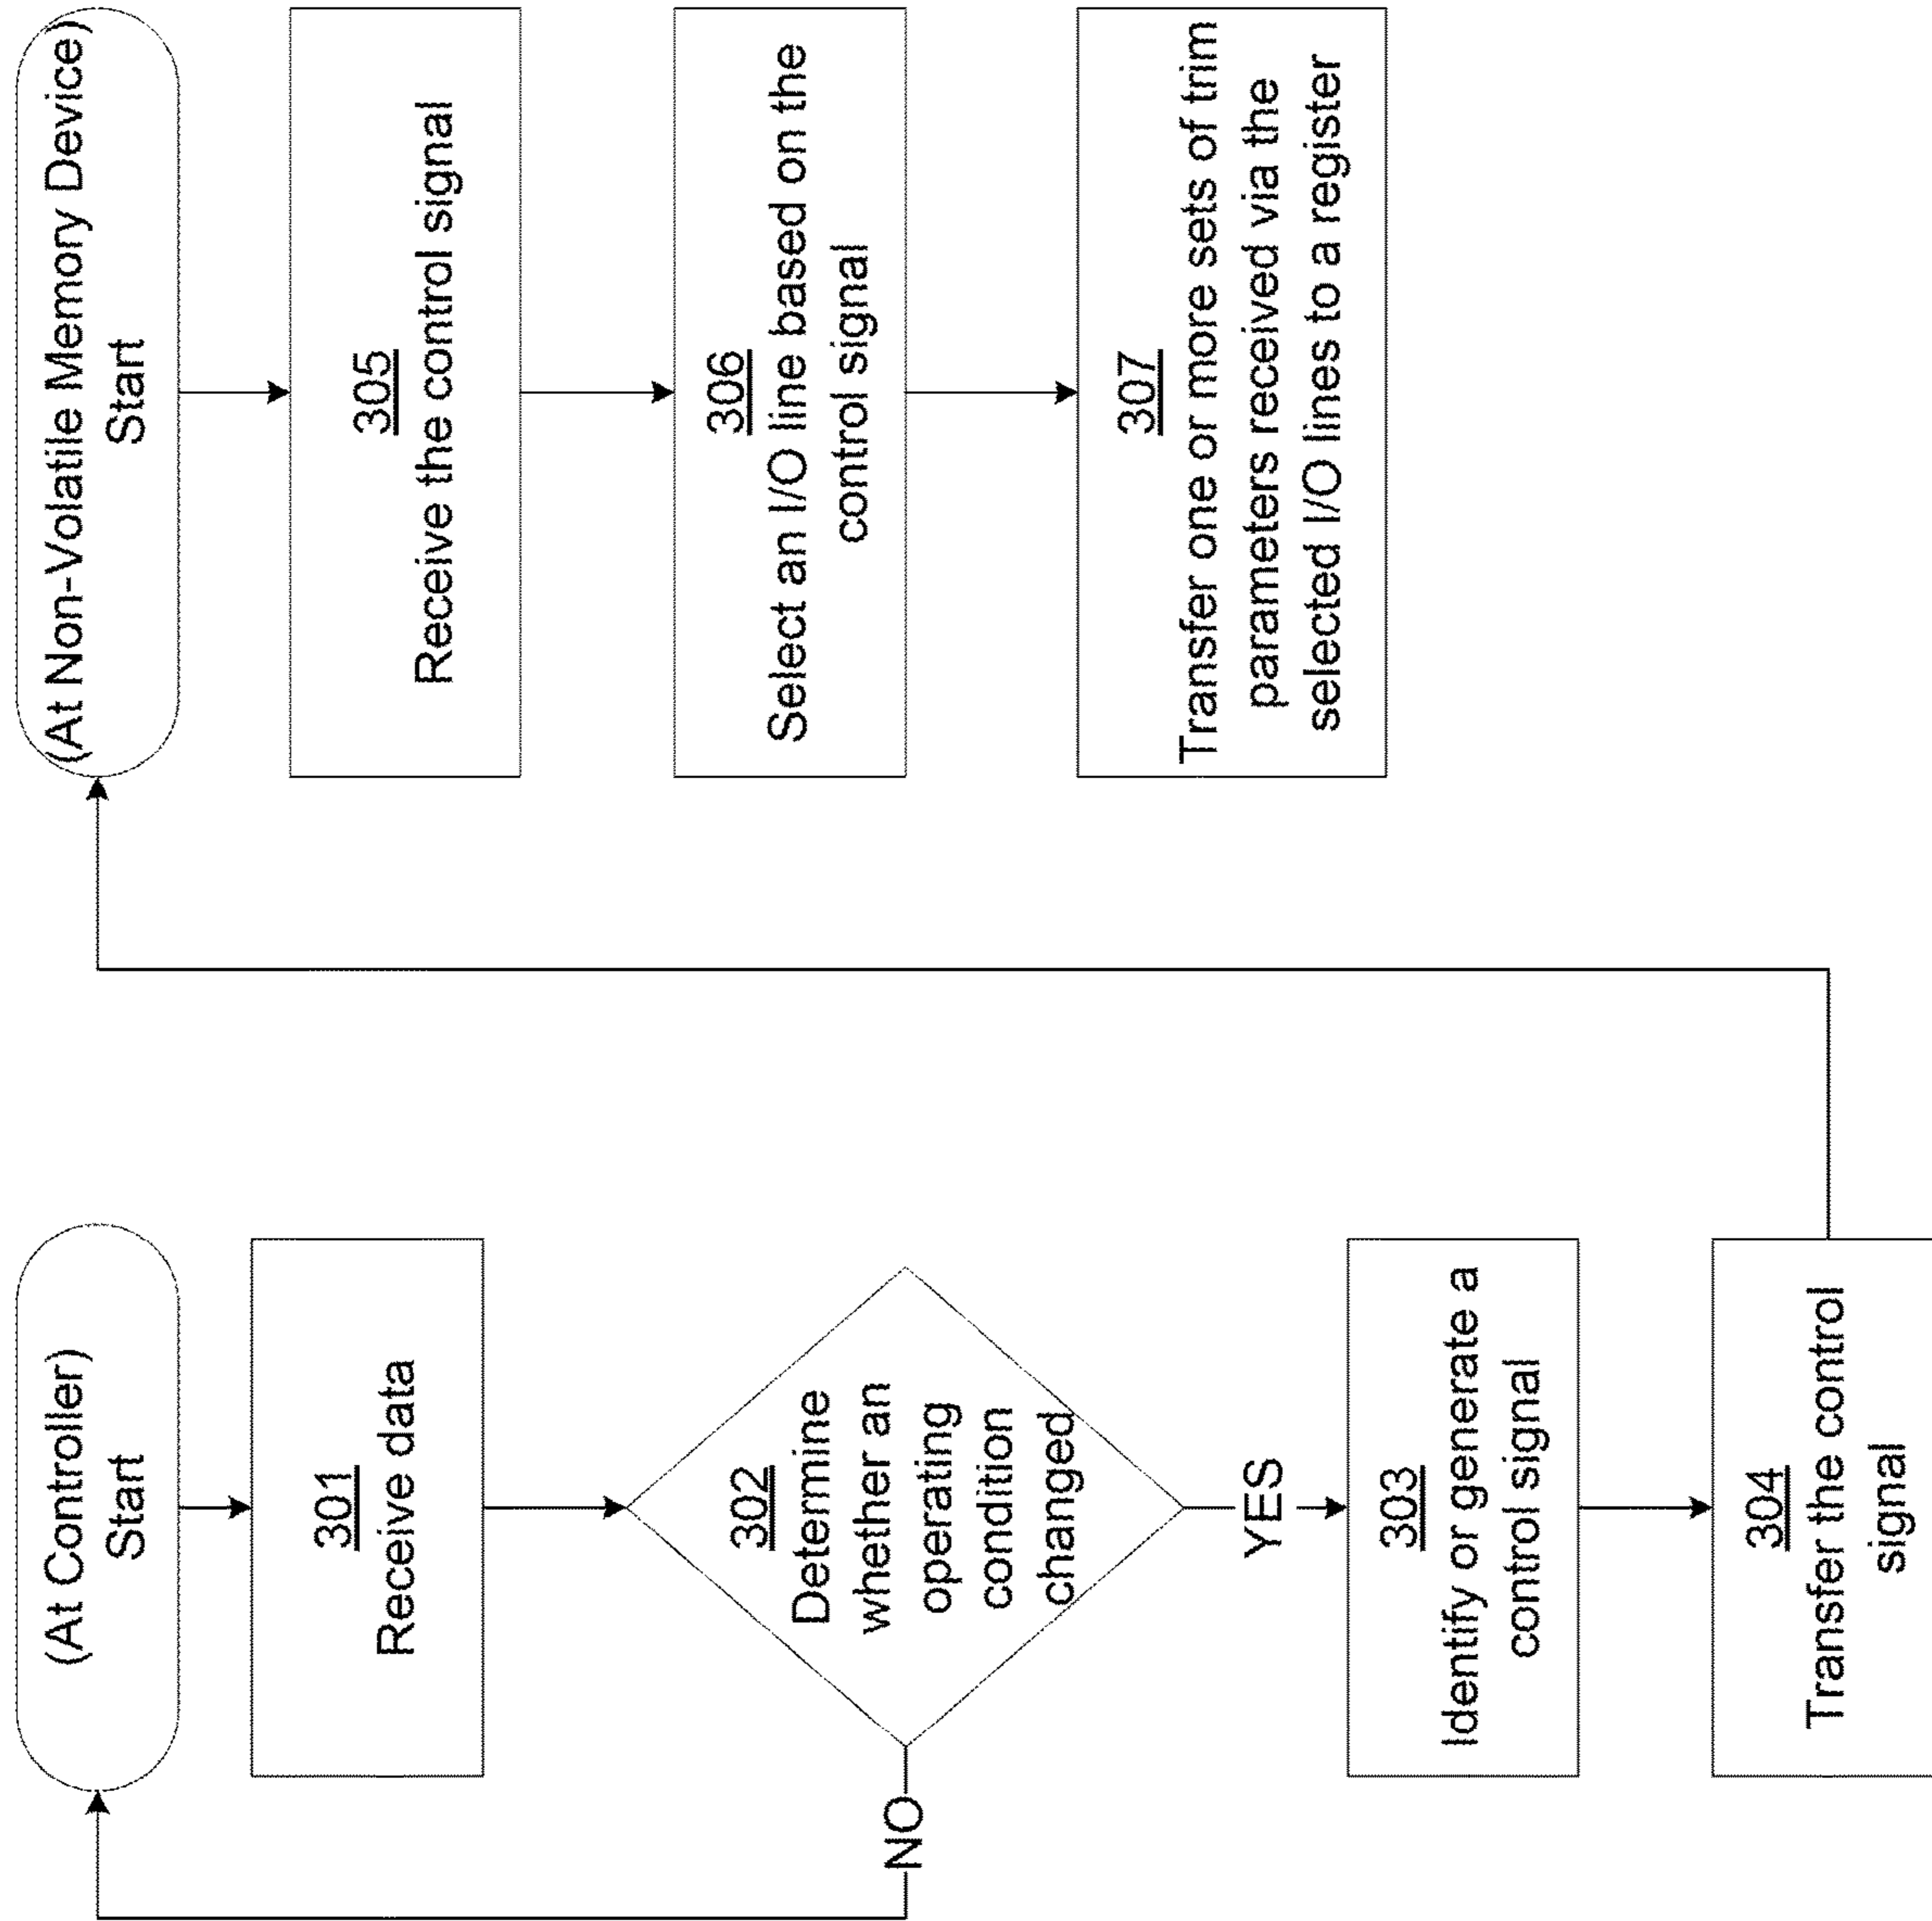 (At Controller)
Start
301
Receive data
302
Determine
whether an
operating
condition
changed
NO
YES
303
Identify or generate a
control signal
304
Transfer the control
signal
(At Non-Volatile Memory Device)
Start
305
Receive the control signal
306
Select an I/O line based on the
control signal
307
Transfer one or more sets of trim
parameters received via the
selected I/O lines to a register